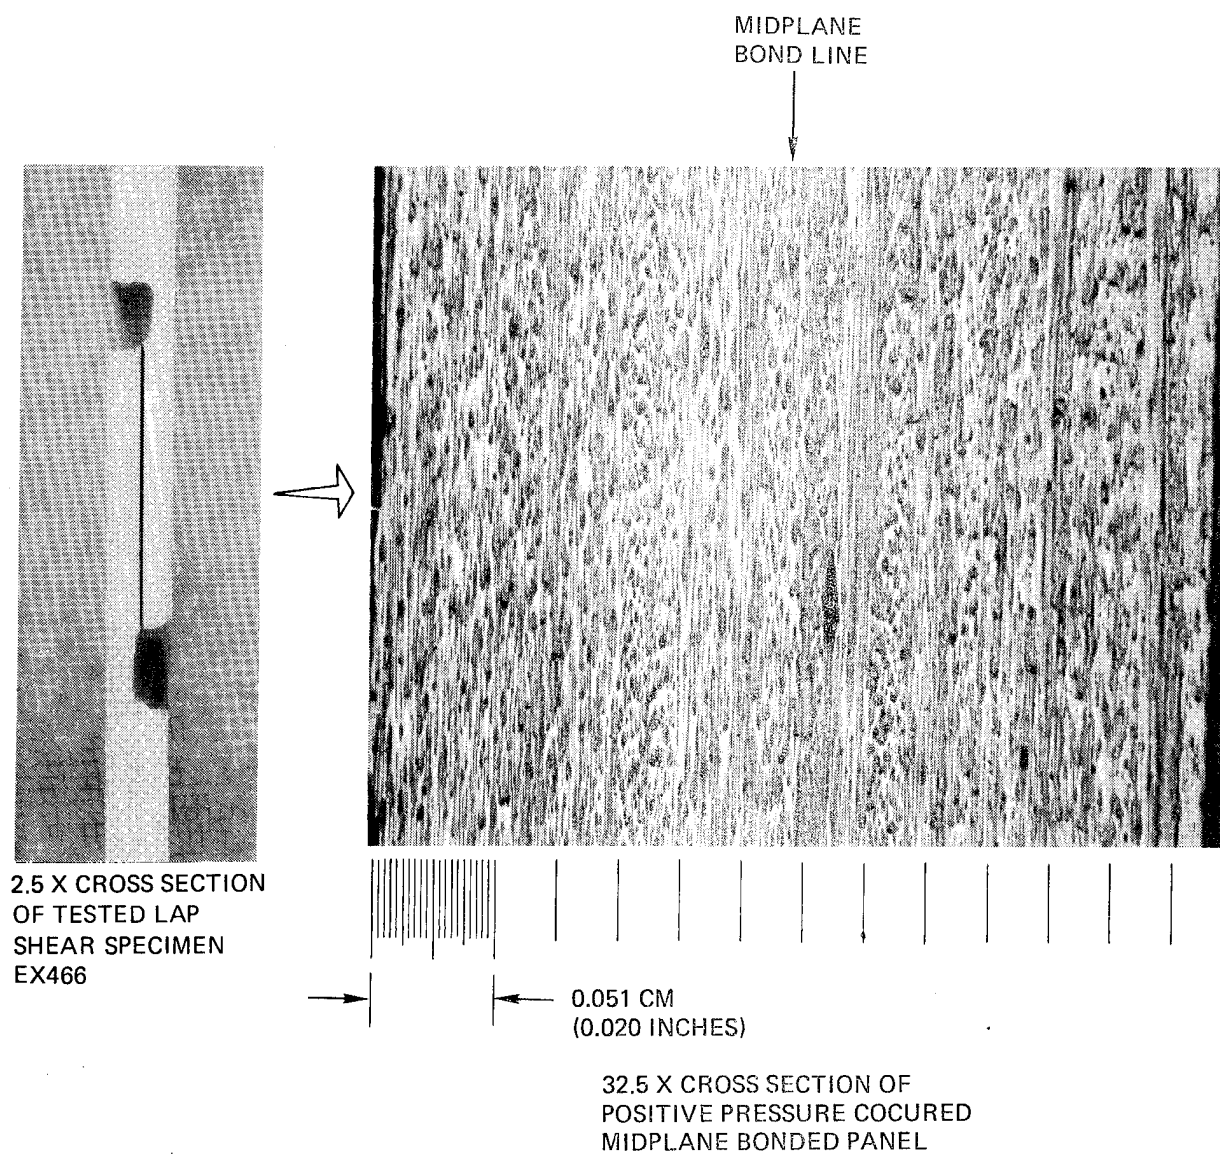 MIDPLANE
BOND LINE
2.5 X CROSS SECTION
OF TESTED LAP
SHEAR SPECIMEN
EX466
0.051 CM
(0.020 INCHES)
32.5 X CROSS SECTION OF
POSITIVE PRESSURE COCURED
MIDPLANE BONDED PANEL